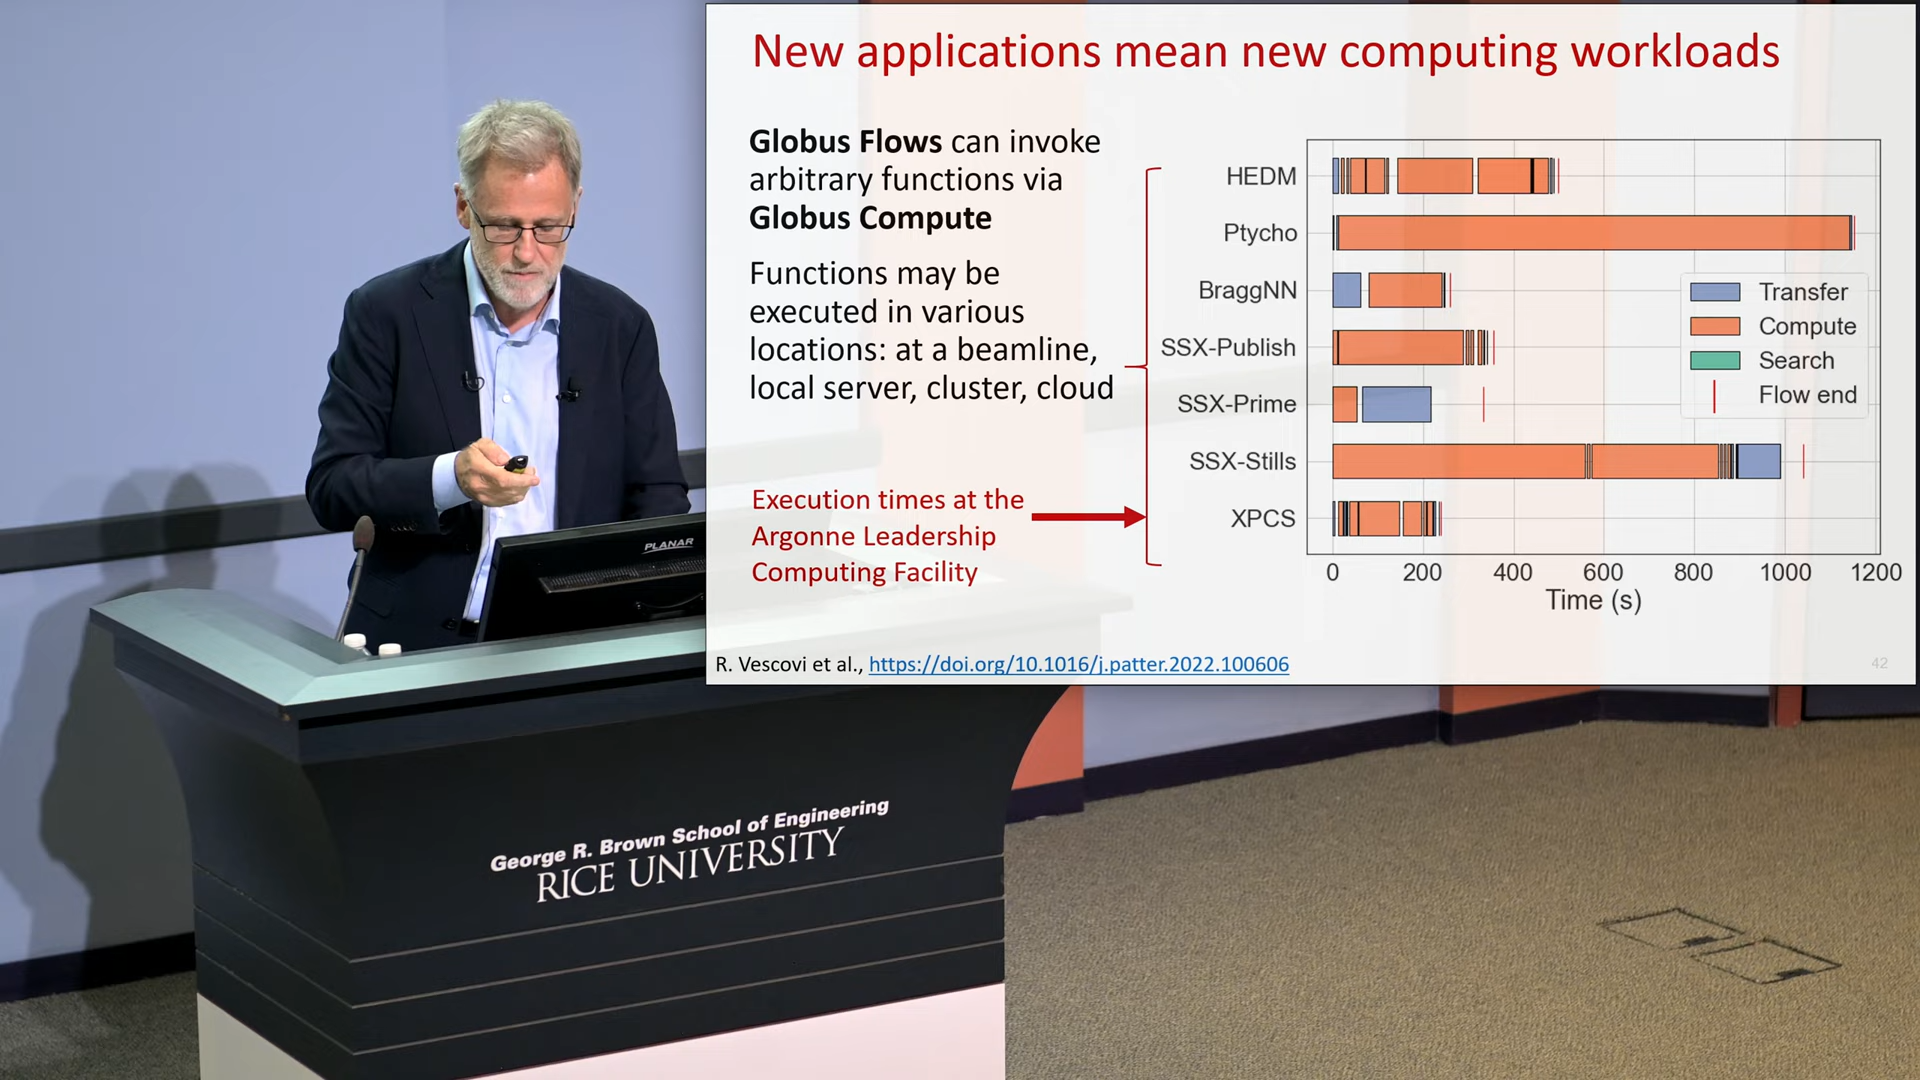 New applications mean new computing workloads
Globus Flows can invoke
arbitrary functions via
Globus Compute
Functions may be
executed in various
locations: at a beamline,
local server, cluster, cloud
Execution times at the
Argonne Leadership
Computing Facility
HEDM
Ptycho
BraggNN
SSX-Publish
SSX-Prime
SSX-Stills
XPCS
Transfer
Compute
Search
Flow end
0 200 400 600 800 1000 1200
Time (s)
R. Vescovi et al., https://doi.org/10.1016/j.patter.2022.100606
42
PLANAR
George R. Brown School of Engineering
RICE UNIVERSITY